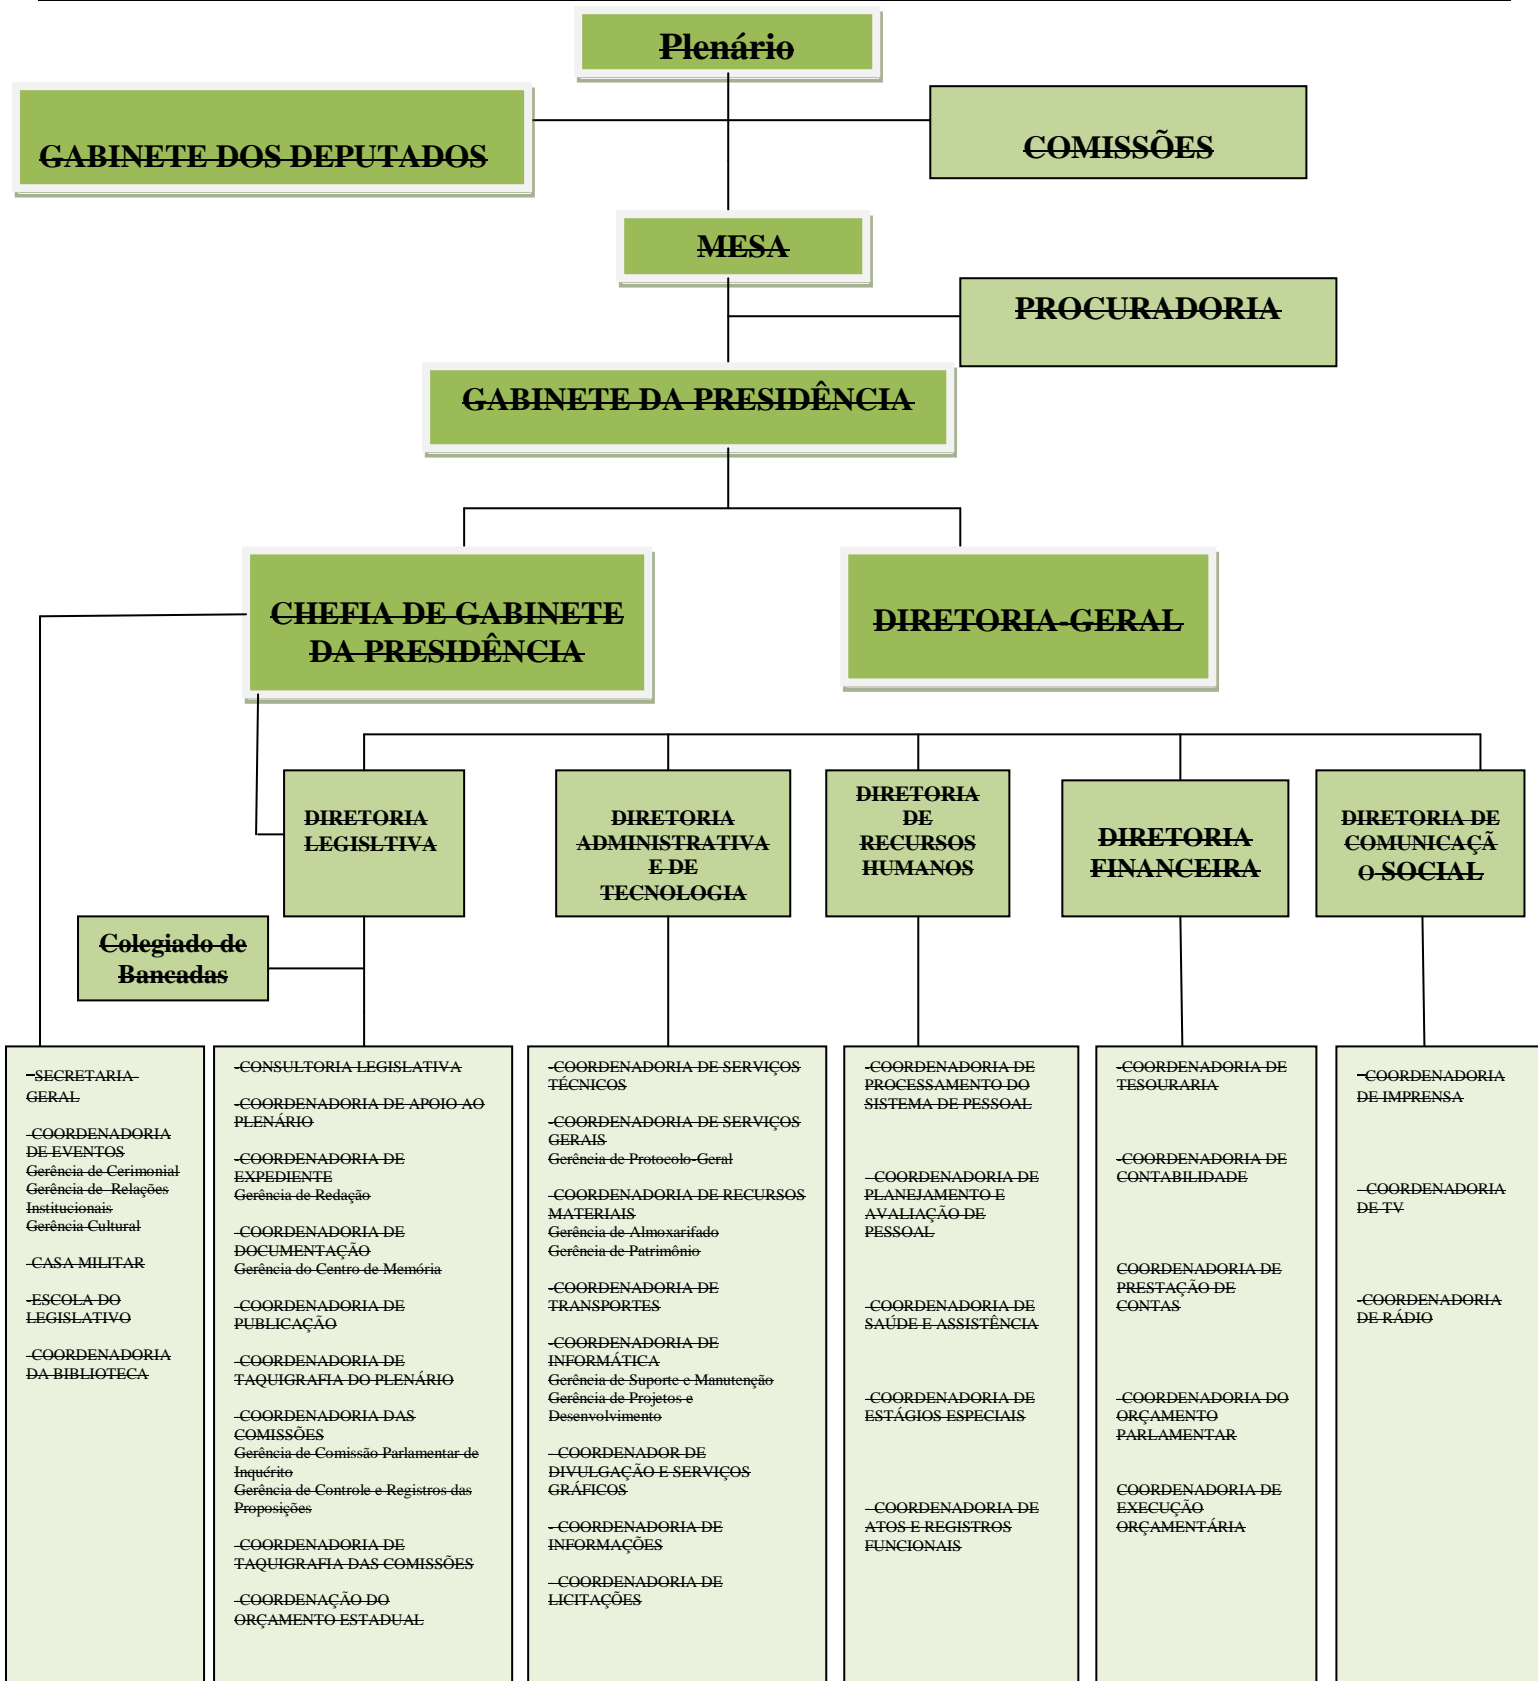 Plenário
GABINETE DOS DEPUTADOS
COMISSÕES
MESA
PROCURADORIA
GABINETE DA PRESIDÊNCIA
CHEFIA DE GABINETE
DA PRESIDÊNCIA
DIRETORIA-GERAL
DIRETORIA
LEGISLTIVA
DIRETORIA
ADMINISTRATIVA
E DE
TECNOLOGIA
DIRETORIA
DE
RECURSOS
HUMANOS
DIRETORIA
FINANCEIRA
DIRETORIA DE
COMUNICAÇÃ
O SOCIAL
Colegiado de
Bancadas
-SECRETARIA
GERAL
-COORDENADORIA
DE EVENTOS
Gerência de Cerimonial
Gerência de Relações
Institucionais
Gerência Cultural
-CASA MILITAR
-ESCOLA DO
LEGISLATIVO
-COORDENADORIA
DA BIBLIOTECA
-CONSULTORIA LEGISLATIVA
-COORDENADORIA DE APOIO AO
PLENÁRIO
-COORDENADORIA DE
EXPEDIENTE
Gerência de Redação
-COORDENADORIA DE
DOCUMENTAÇÃO
Gerência do Centro de Memória
-COORDENADORIA DE
PUBLICAÇÃO
-COORDENADORIA DE
TAQUIGRAFIA DO PLENÁRIO
-COORDENADORIA DAS
COMISSÕES
Gerência de Comissão Parlamentar de
Inquérito
Gerência de Controle e Registros das
Proposições
-COORDENADORIA DE
TAQUIGRAFIA DAS COMISSÕES
-COORDENAÇÃO DO
ORÇAMENTO ESTADUAL
-COORDENADORIA DE SERVIÇOS
TÉCNICOS
-COORDENADORIA DE SERVIÇOS
GERAIS
Gerência de Protocolo-Geral
-COORDENADORIA DE RECURSOS
MATERIAIS
Gerência de Almoxarifado
Gerência de Patrimônio
-COORDENADORIA DE
TRANSPORTES
-COORDENADORIA DE
INFORMÁTICA
Gerência de Suporte e Manutenção
Gerência de Projetos e
Desenvolvimento
- COORDENADOR DE
DIVULGAÇÃO E SERVIÇOS
GRÁFICOS
- COORDENADORIA DE
INFORMAÇÕES
- COORDENADORIA DE
LICITAÇÕES
-COORDENADORIA DE
PROCESSAMENTO DO
SISTEMA DE PESSOAL
- COORDENADORIA DE
PLANEJAMENTO E
AVALIAÇÃO DE
PESSOAL
-COORDENADORIA DE
SAÚDE E ASSISTÊNCIA
-COORDENADORIA DE
ESTÁGIOS ESPECIAIS
- COORDENADORIA DE
ATOS E REGISTROS
FUNCIONAIS
-COORDENADORIA DE
TESOURARIA
-COORDENADORIA DE
CONTABILIDADE
COORDENADORIA DE
PRESTAÇÃO DE
CONTAS
-COORDENADORIA DO
ORÇAMENTO
PARLAMENTAR
COORDENADORIA DE
EXECUÇÃO
ORÇAMENTÁRIA
-COORDENADORIA
DE IMPRENSA
- COORDENADORIA
DE TV
-COORDENADORIA
DE RÁDIO